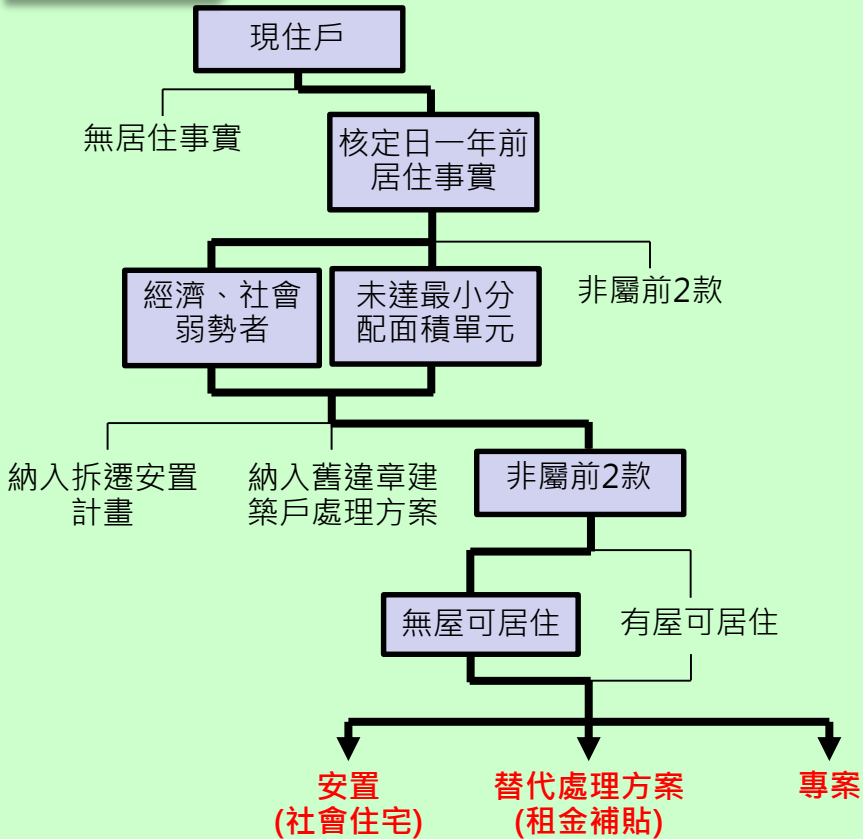 現住戶
無居住事實
核定日一年前
居住事實
經濟、社會
弱勢者
未達最小分
配面積單元
非屬前2款
納入拆遷安置
計畫
納入舊違章建
築戶處理方案
非屬前2款
無屋可居住
有屋可居住
安置
(社會住宅)
替代處理方案
(租金補貼)
專案